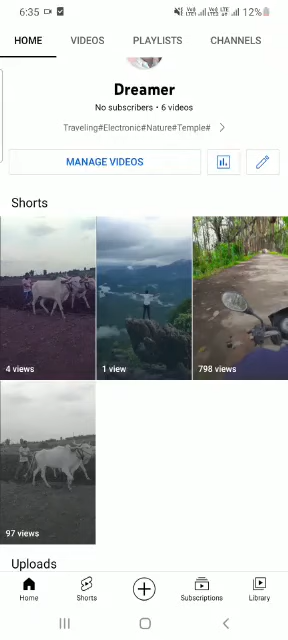 6:35 12%
HOME VIDEOS PLAYLISTS CHANNELS
Dreamer
No subscribers • 6 videos
Traveling#Electronic#Nature#Temple#
MANAGE VIDEOS
Shorts
4 views 1 view 798 views
97 views
Uploads
Home Shorts Subscriptions Library